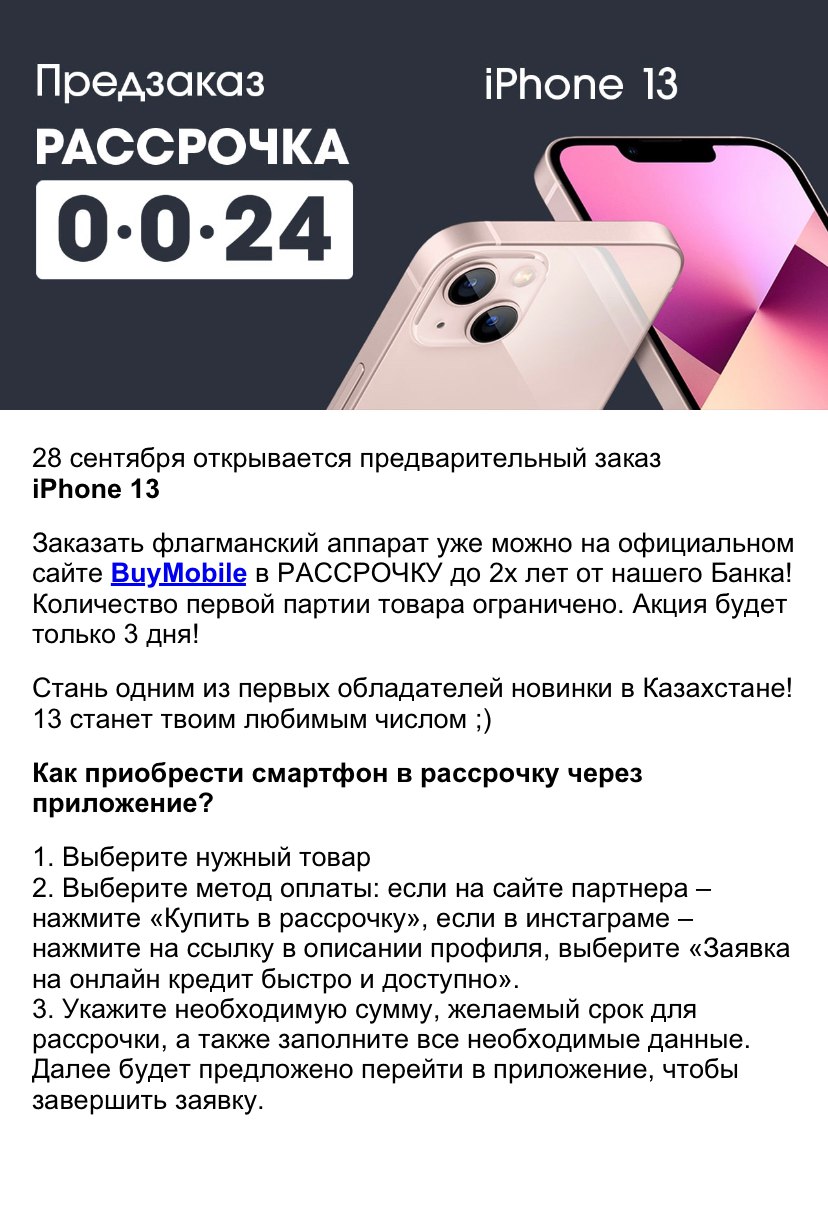 Предзаказ
РАССРОЧКА
0·0·24
iPhone 13
28 сентября открывается предварительный заказ
iPhone 13
Заказать флагманский аппарат уже можно на официальном
сайте BuyMobile в РАССРОЧКУ до 2х лет от нашего Банка!
Количество первой партии товара ограничено. Акция будет
только 3 дня!
Стань одним из первых обладателей новинки в Казахстане!
13 станет твоим любимым числом ;)
Как приобрести смартфон в рассрочку через
приложение?
1. Выберите нужный товар
2. Выберите метод оплаты: если на сайте партнера –
нажмите «Купить в рассрочку», если в инстаграме –
нажмите на ссылку в описании профиля, выберите «Заявка
на онлайн кредит быстро и доступно».
3. Укажите необходимую сумму, желаемый срок для
рассрочки, а также заполните все необходимые данные.
Далее будет предложено перейти в приложение, чтобы
завершить заявку.